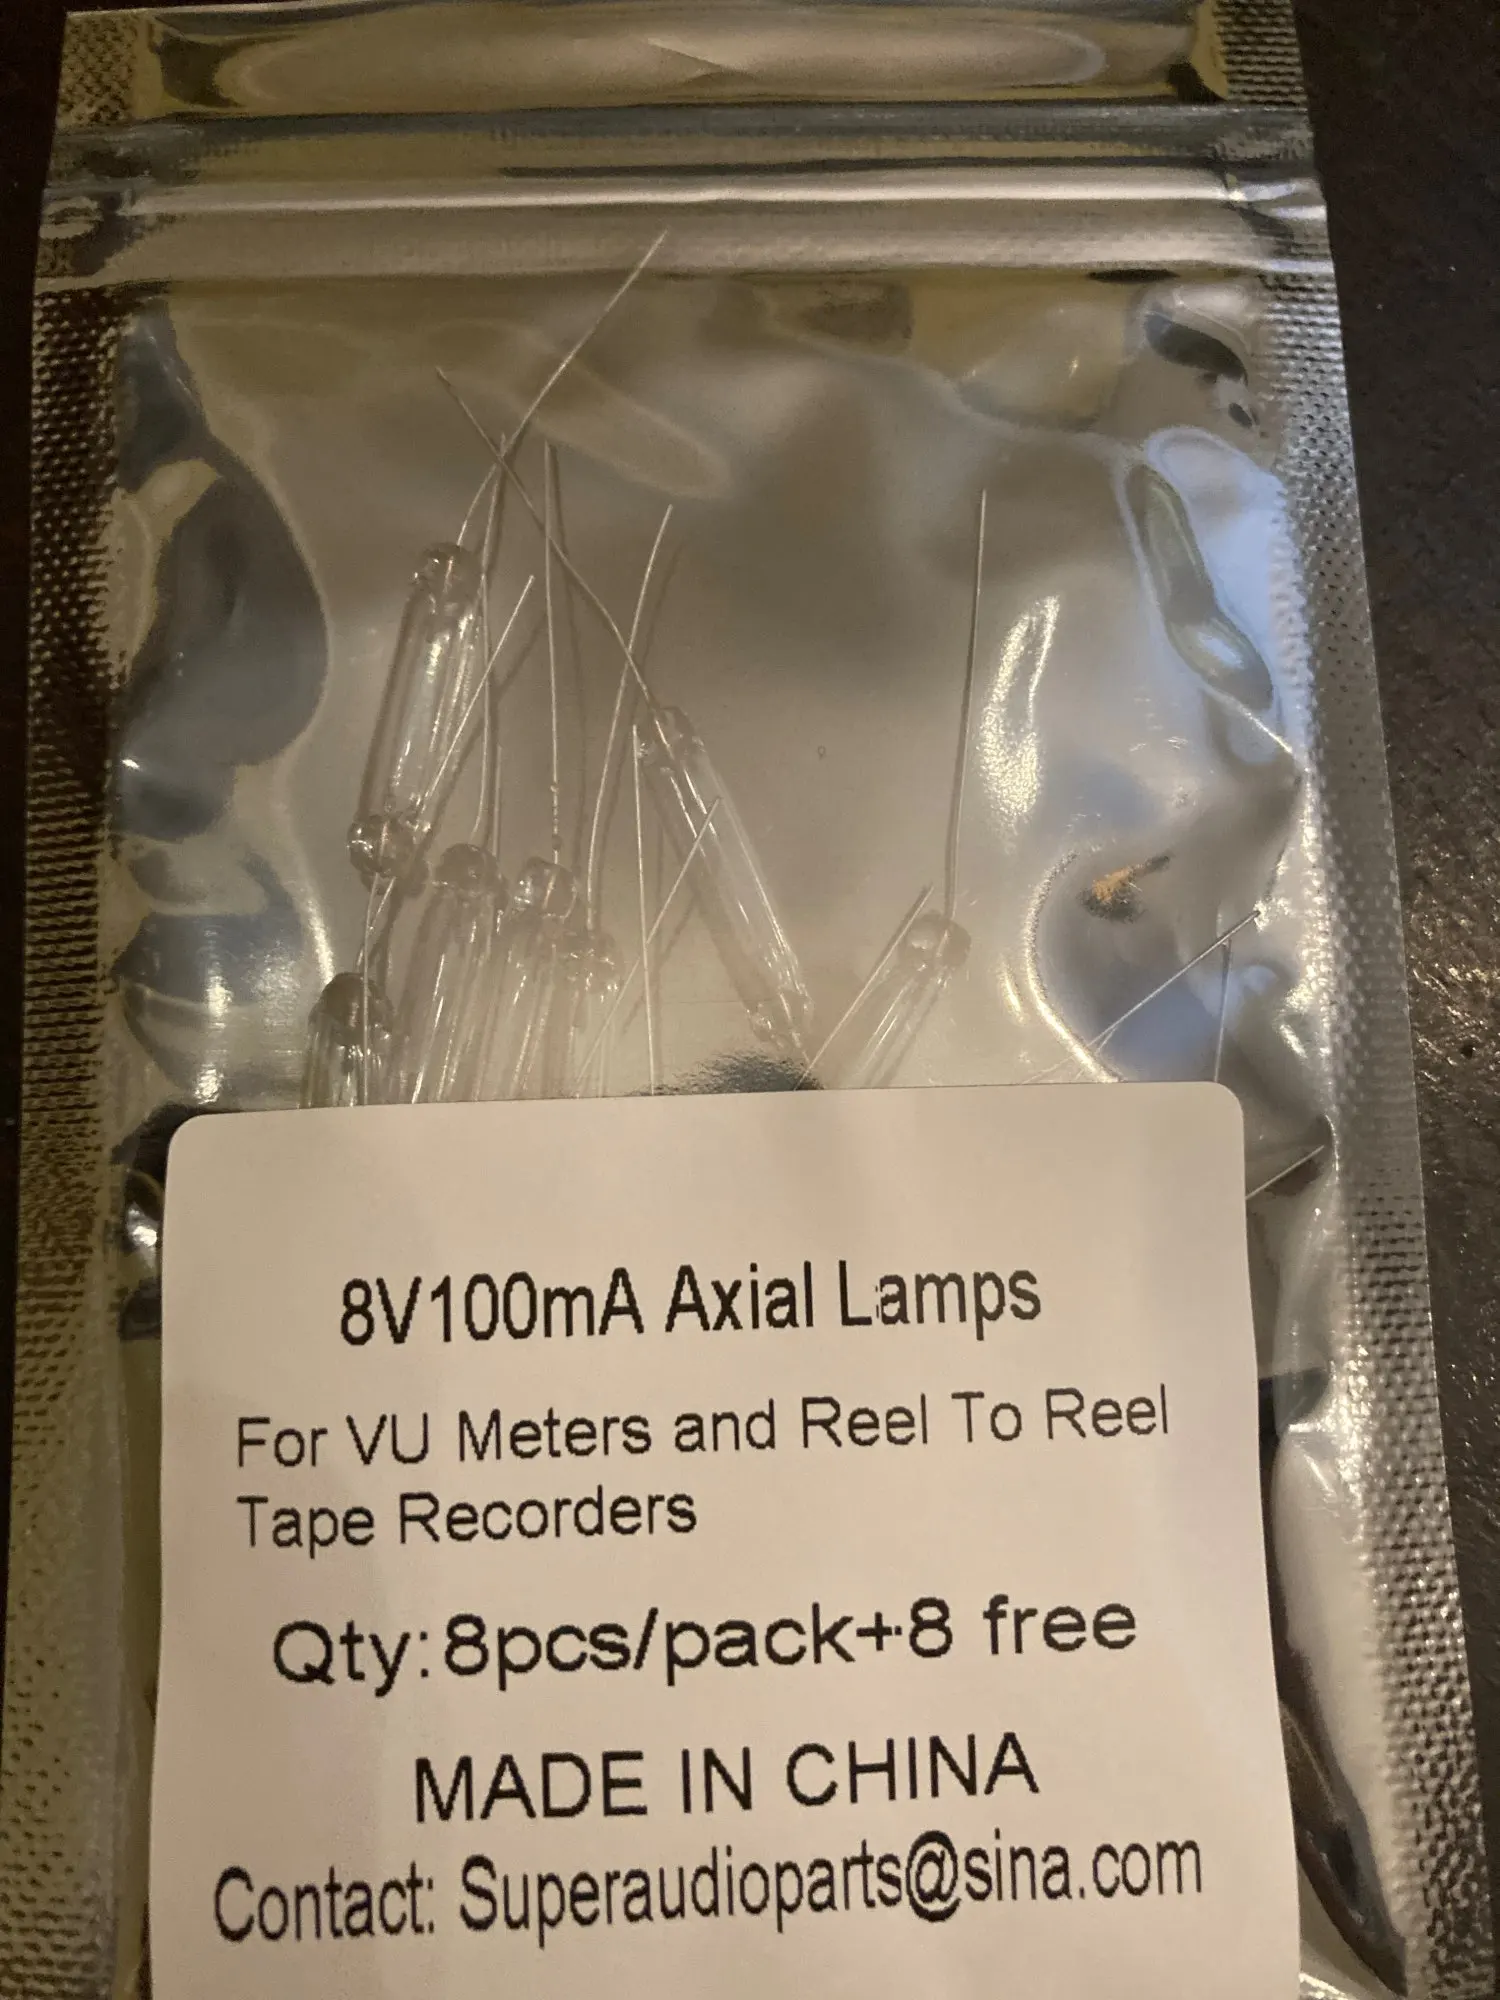 8V100mA Axial Lamps
For VU Meters and Reel To Reel
Tape Recorders
Qty:8pcs/pack+8 free
MADE IN CHINA
Contact: Superaudioparts@sina.com